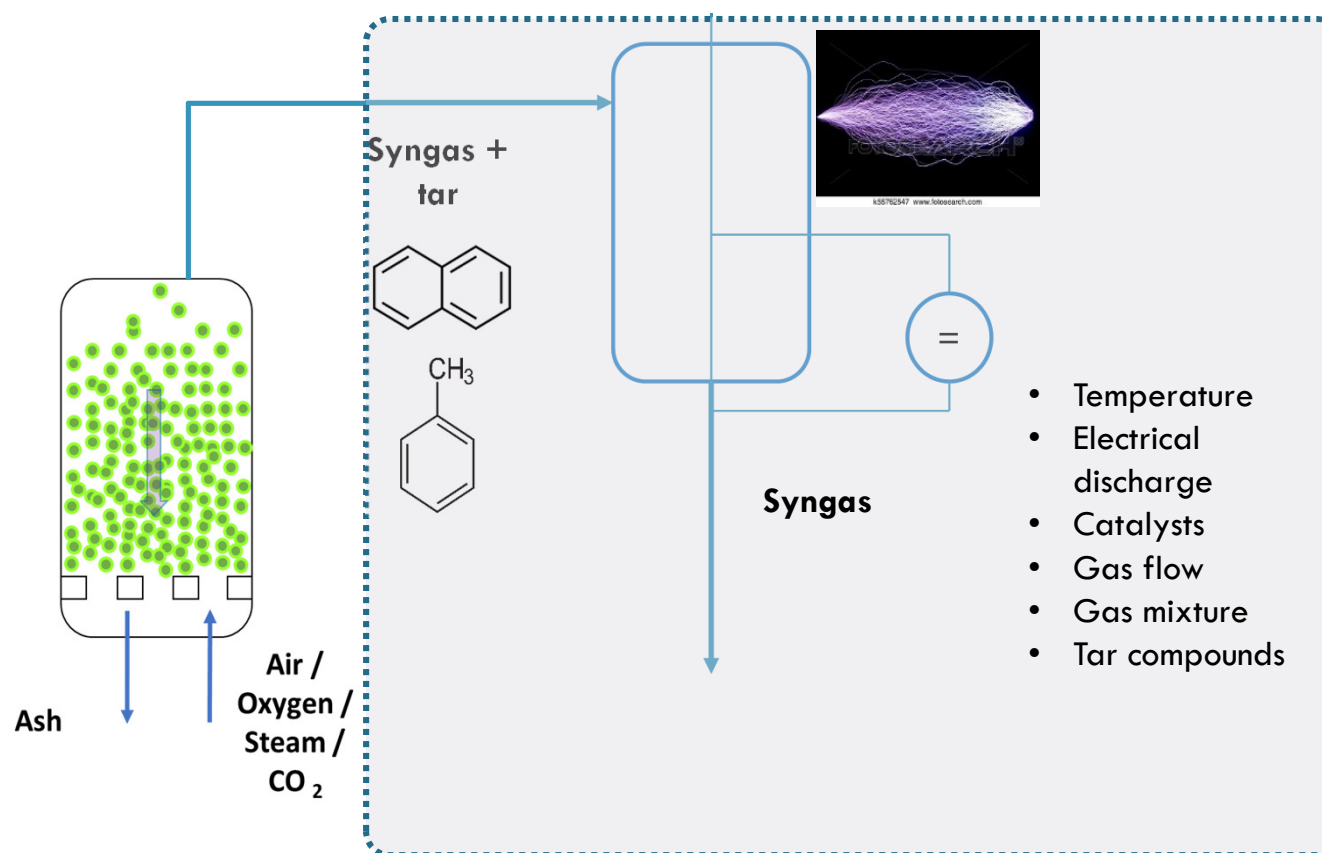 Syngas +
tar
CH₃
=
k55762547 www.fotosearch.com
• Temperature
• Electrical
discharge
• Catalysts
• Gas flow
• Gas mixture
• Tar compounds
Syngas
Ash
Air /
Oxygen /
Steam /
CO ₂